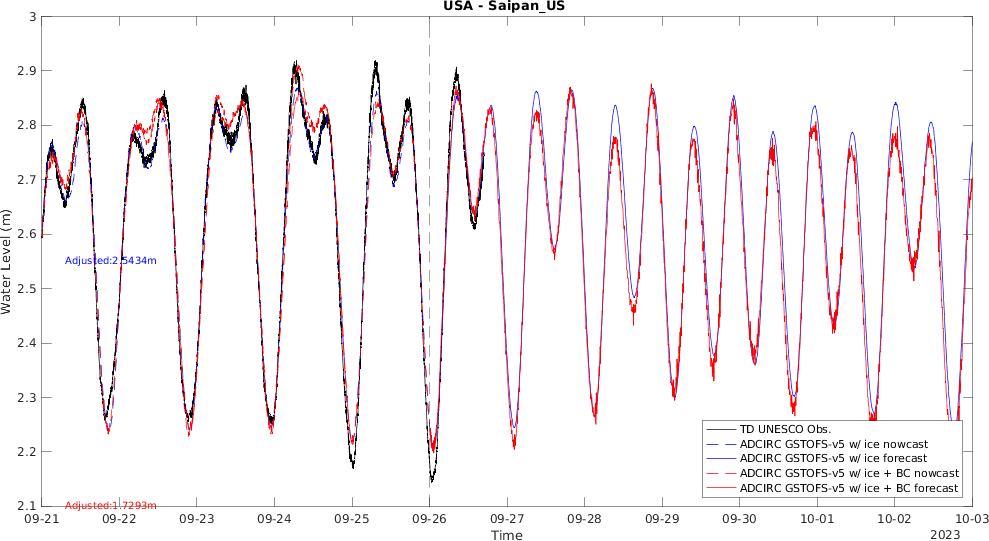 USA - Saipan_US
3
2.9
2.8
2.7
2.6
2.5
2.4
2.3
2.2
2.1
Water Level (m)
Adjusted:2.5434m
Adjusted:1.7293m
TD UNESCO Obs.
ADCIRC GSTOFS-v5 w/ ice nowcast
ADCIRC GSTOFS-v5 w/ ice forecast
ADCIRC GSTOFS-v5 w/ ice + BC nowcast
ADCIRC GSTOFS-v5 w/ ice + BC forecast
09-21 09-22 09-23 09-24 09-25 09-26 09-27 09-28 09-29 09-30 10-01 10-02 10-03
Time
2023